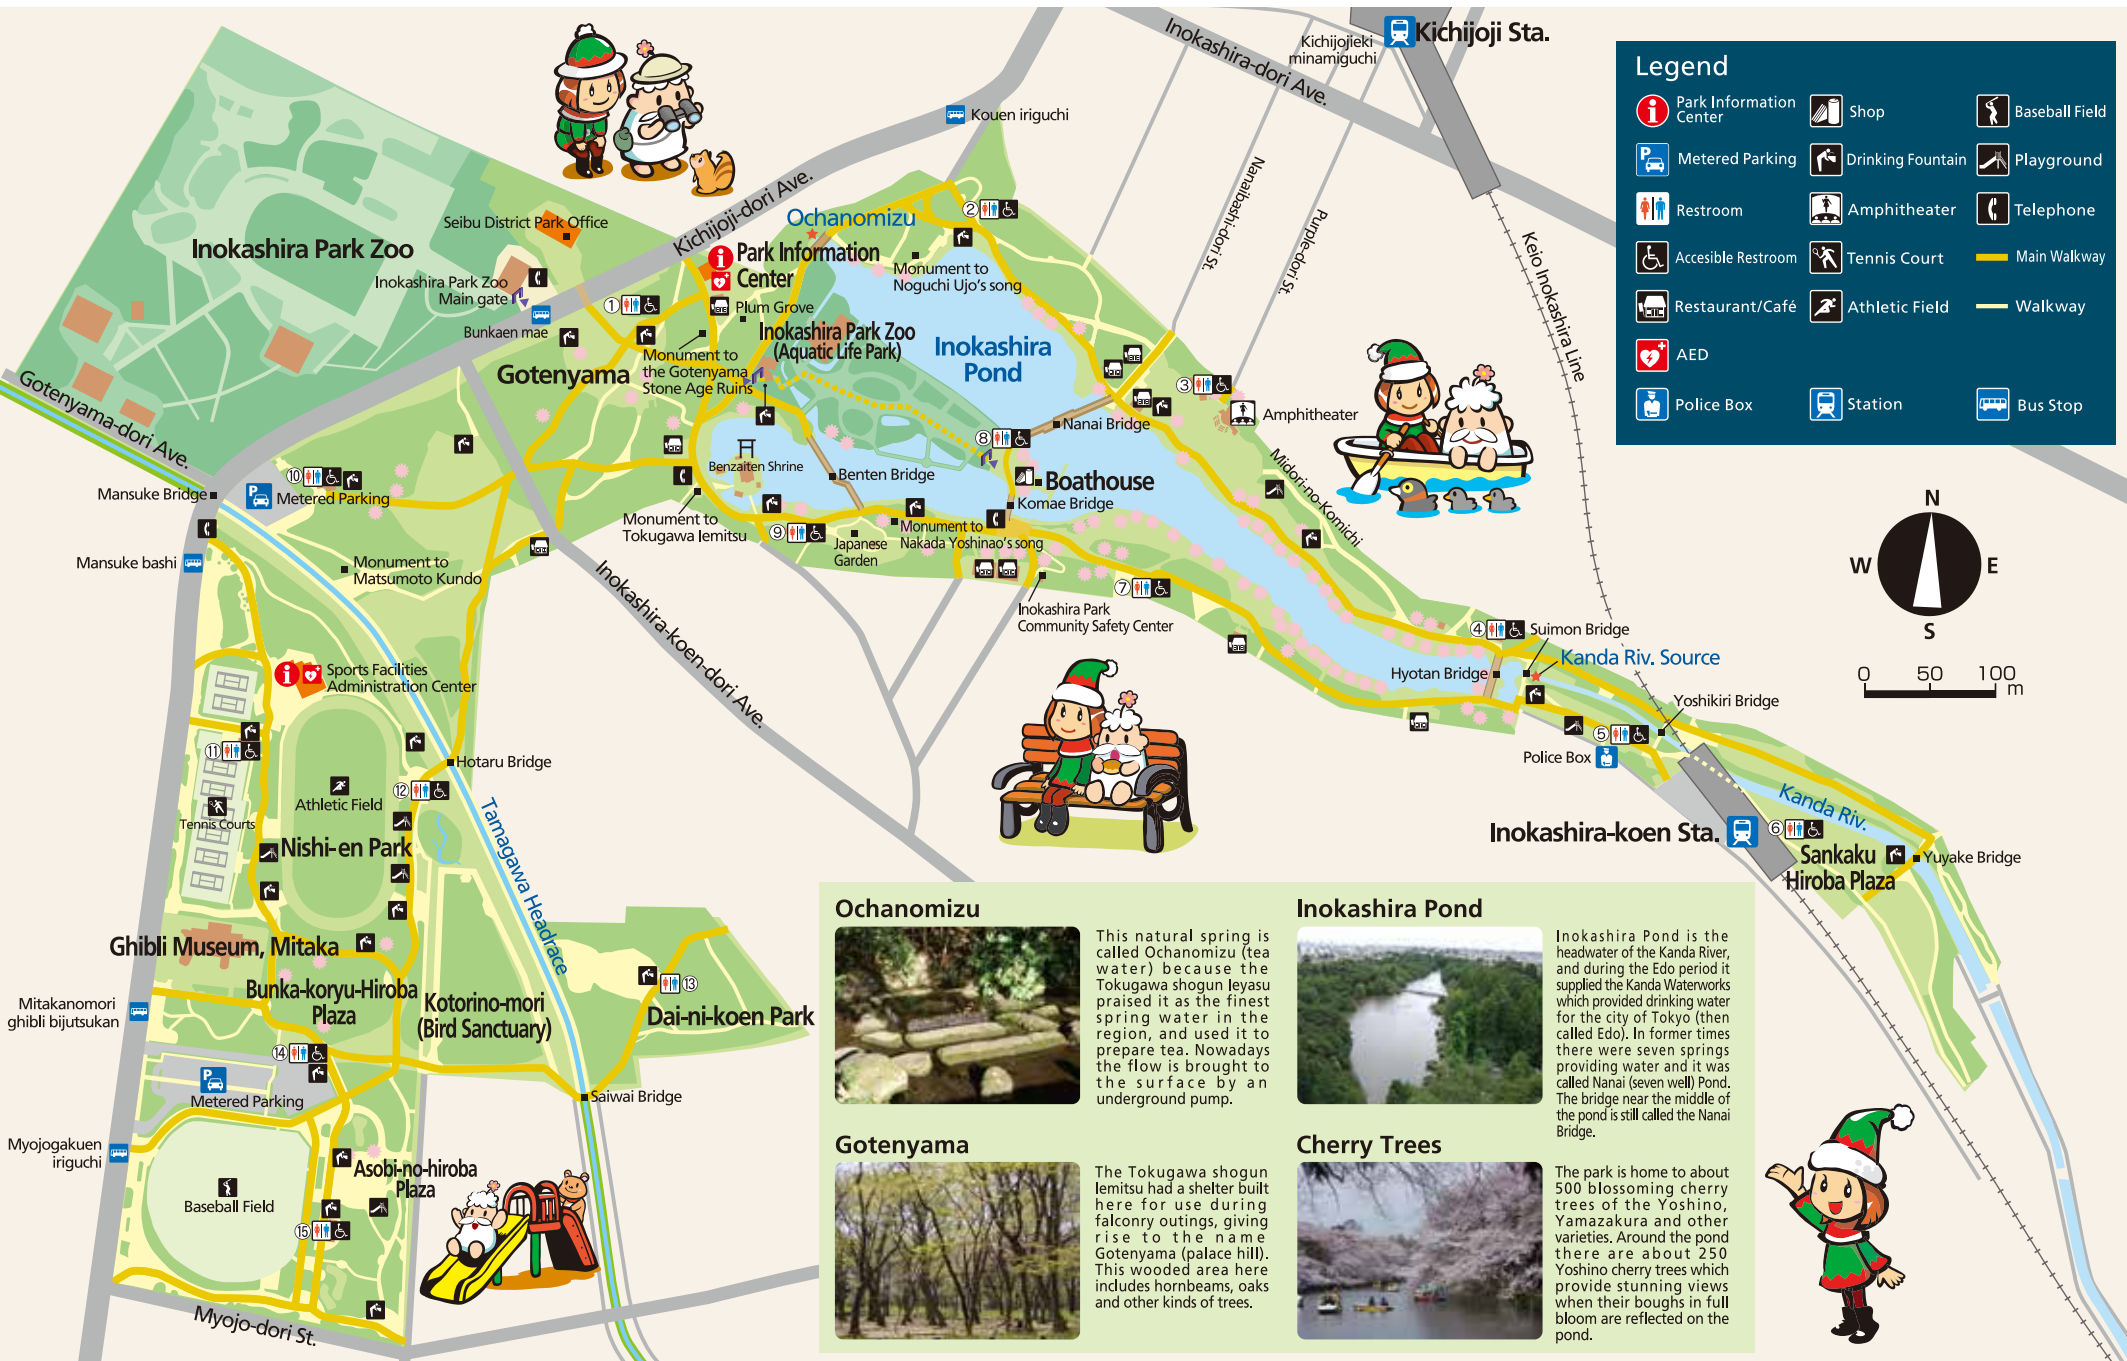 Inokashira-dori Ave.
Kichijojieki
minamiguchi
Kichijoji Sta.
Kouen iriguchi
Nanaibashi-dori St.
Purple-dori St.
Keio Inokashira Line
Kichijoji-dori Ave.
Seibu District Park Office
Inokashira Park Zoo
Inokashira Park Zoo
Main gate
Bunkaen mae
Ochanomizu
Park Information
Center
Plum Grove
②
①
Monument to
Noguchi Ujo's song
Inokashira Park Zoo
(Aquatic Life Park)
Inokashira
Pond
Monument to
the Gotenyama
Stone Age Ruins
Gotenyama
Gotenyama-dori Ave.
③
Amphitheater
Nanai Bridge
⑧
Benzaiten Shrine
Benten Bridge
Boathouse
Komae Bridge
Midori-no-Komichi
⑩
P
Metered Parking
Mansuke Bridge
Monument to
Tokugawa Iemitsu
⑨
Japanese
Garden
Monument to
Nakada Yoshinao's song
Mansuke bashi
Monument to
Matsumoto Kundo
Inokashira-koen-dori Ave.
⑦
Inokashira Park
Community Safety Center
④
Suimon Bridge
Kanda Riv. Source
Hyotan Bridge
Yoshikiri Bridge
⑤
Police Box
Kanda Riv.
Inokashira-koen Sta.
⑥
Sankaku
Hiroba Plaza
Yuyake Bridge
Sports Facilities
Administration Center
⑪
Hotaru Bridge
Athletic Field
⑫
Tennis Courts
Nishi-en Park
Tamagawa Headrace
Ghibli Museum, Mitaka
Bunka-koryu-Hiroba
Plaza
Kotorino-mori
(Bird Sanctuary)
⑬
Dai-ni-koen Park
Mitakanomori
ghibli bijutsukan
⑭
P
Metered Parking
Saiwai Bridge
Myojogakuen
iriguchi
Asobi-no-hiroba
Plaza
Baseball Field
⑮
Myojo-dori St.
Legend
Park Information
Center
Shop
Baseball Field
P
Metered Parking
Drinking Fountain
Playground
Restroom
Amphitheater
Telephone
Accesible Restroom
Tennis Court
Main Walkway
Restaurant/Café
Athletic Field
Walkway
AED
Police Box
Station
Bus Stop
N
W
E
S
0
50
100
m
Ochanomizu
This natural spring is
called Ochanomizu (tea
water) because the
Tokugawa shogun Ieyasu
praised it as the finest
spring water in the
region, and used it to
prepare tea. Nowadays
the flow is brought to
the surface by an
underground pump.
Inokashira Pond
Inokashira Pond is the
headwater of the Kanda River,
and during the Edo period it
supplied the Kanda Waterworks
which provided drinking water
for the city of Tokyo (then
called Edo). In former times
there were seven springs
providing water and it was
called Nanai (seven well) Pond.
The bridge near the middle of
the pond is still called the Nanai
Bridge.
Gotenyama
The Tokugawa shogun
Iemitsu had a shelter built
here for use during
falconry outings, giving
rise to the name
Gotenyama (palace hill).
This wooded area here
includes hornbeams, oaks
and other kinds of trees.
Cherry Trees
The park is home to about
500 blossoming cherry
trees of the Yoshino,
Yamazakura and other
varieties. Around the pond
there are about 250
Yoshino cherry trees which
provide stunning views
when their boughs in full
bloom are reflected on the
pond.